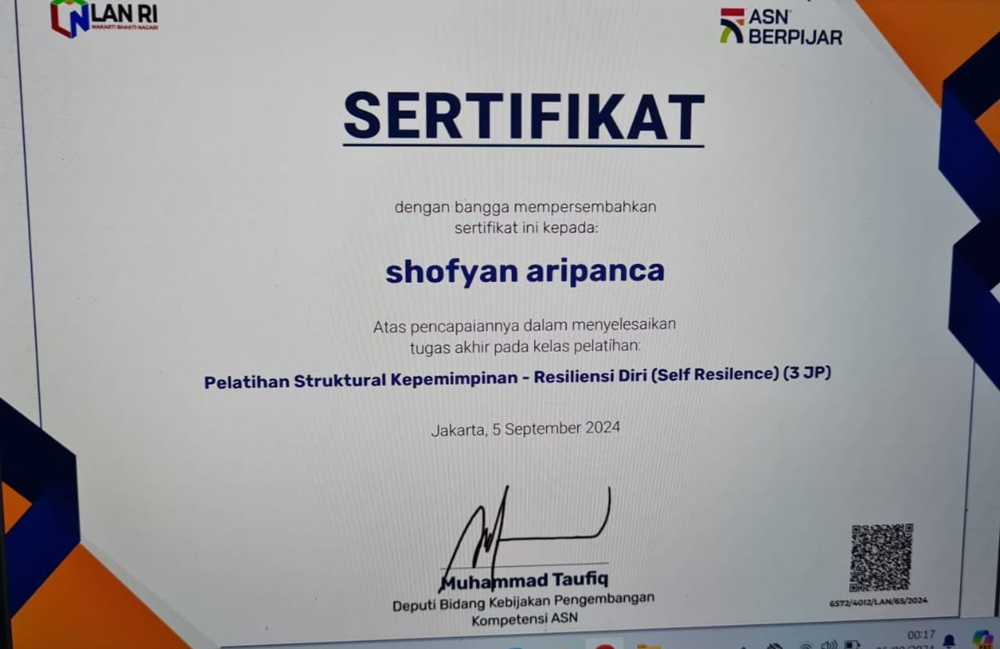 LAN RI
MAKARTI BHAKTI NAGARI
ASN
BERPIJAR
SERTIFIKAT
dengan bangga mempersembahkan
sertifikat ini kepada:
shofyan aripanca
Atas pencapaiannya dalam menyelesaikan
tugas akhir pada kelas pelatihan:
Pelatihan Struktural Kepemimpinan - Resiliensi Diri (Self Resilence) (3 JP)
Jakarta, 5 September 2024
Muhammad Taufiq
Deputi Bidang Kebijakan Pengembangan
Kompetensi ASN
6572/4012/LAN/65/2024
00:17